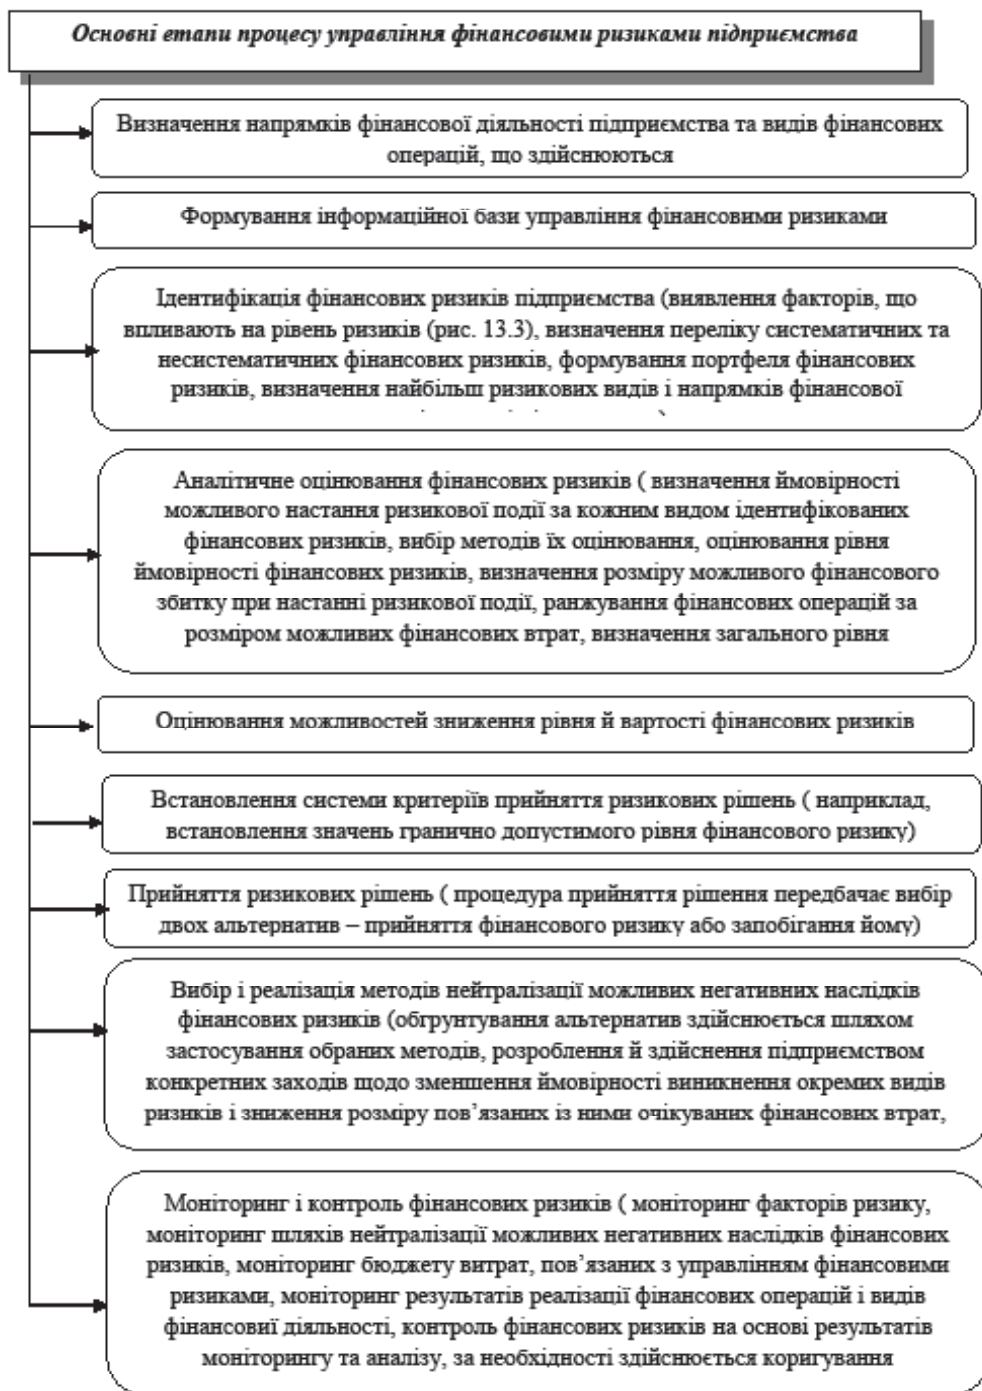 Основні етапи процесу управління фінансовими ризиками підприємства
Визначення напрямків фінансової діяльності підприємства та видів фінансових
операцій, що здійснюються
Формування інформаційної бази управління фінансовими ризиками
Ідентифікація фінансових ризиків підприємства (виявлення факторів, що
впливають на рівень ризиків (рис. 13.3), визначення переліку систематичних та
несистематичних фінансових ризиків, формування портфеля фінансових
ризиків, визначення найбільш ризикових видів і напрямків фінансової
Аналітичне оцінювання фінансових ризиків ( визначення ймовірності
можливого настання ризикової події за кожним видом ідентифікованих
фінансових ризиків, вибір методів їх оцінювання, оцінювання рівня
ймовірності фінансових ризиків, визначення розміру можливого фінансового
збитку при настанні ризикової події, ранжування фінансових операцій за
розміром можливих фінансових втрат, визначення загального рівня
Оцінювання можливостей зниження рівня й вартості фінансових ризиків
Встановлення системи критеріїв прийняття ризикових рішень ( наприклад,
встановлення значень гранично допустимого рівня фінансового ризику)
Прийняття ризикових рішень ( процедура прийняття рішення передбачає вибір
двох альтернатив – прийняття фінансового ризику або запобігання йому)
Вибір і реалізація методів нейтралізації можливих негативних наслідків
фінансових ризиків (обгрунтування альтернатив здійснюється шляхом
застосування обраних методів, розроблення й здійснення підприємством
конкретних заходів щодо зменшення ймовірності виникнення окремих видів
ризиків і зниження розміру пов’язаних із ними очікуваних фінансових втрат,
Моніторинг і контроль фінансових ризиків ( моніторинг факторів ризику,
моніторинг шляхів нейтралізації можливих негативних наслідків фінансових
ризиків, моніторинг бюджету витрат, пов’язаних з управлінням фінансовими
ризиками, моніторинг результатів реалізації фінансових операцій і видів
фінансовиї діяльності, контроль фінансових ризиків на основі результатів
моніторингу та аналізу, за необхідності здійснюється коригування